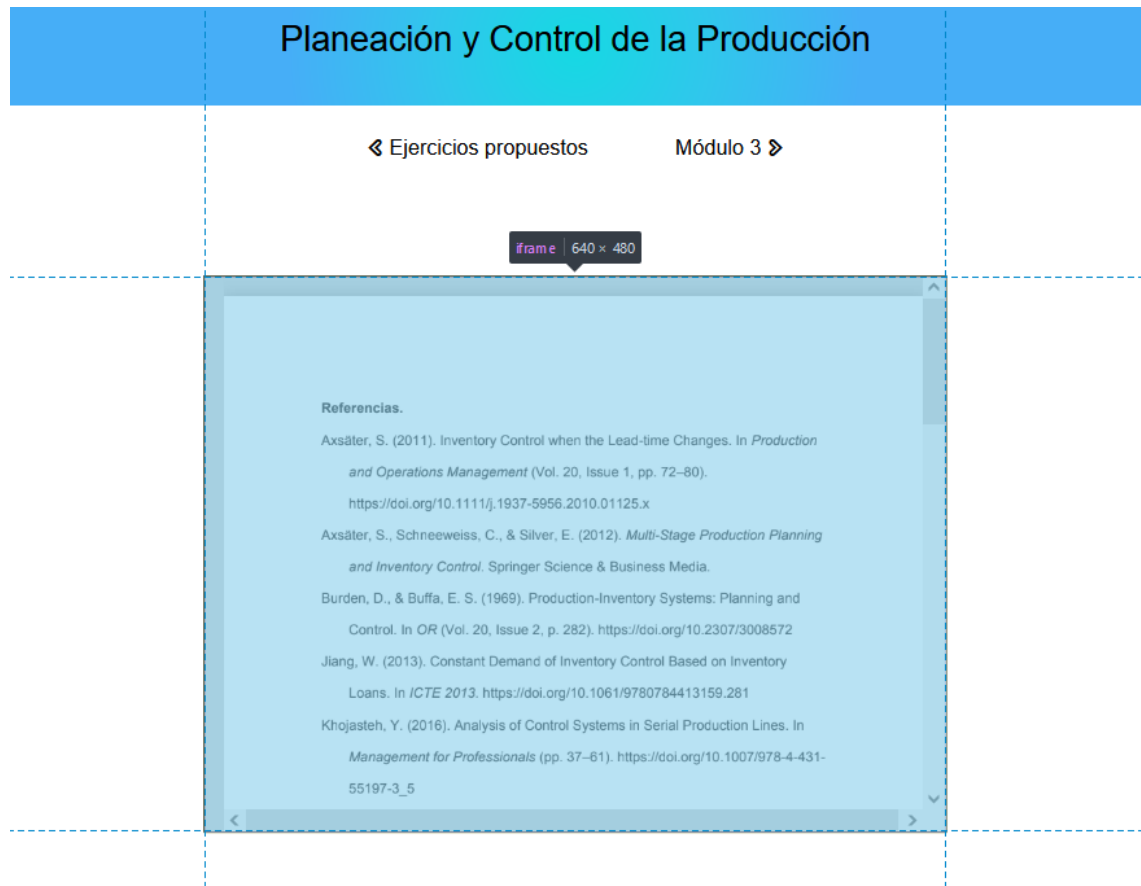 Planeación y Control de la Producción
Ejercicios propuestos
Módulo 3
iframe 640 × 480
Referencias.
Axsäter, S. (2011). Inventory Control when the Lead-time Changes. In Production
and Operations Management (Vol. 20, Issue 1, pp. 72–80).
https://doi.org/10.1111/j.1937-5956.2010.01125.x
Axsäter, S., Schneeweiss, C., & Silver, E. (2012). Multi-Stage Production Planning
and Inventory Control. Springer Science & Business Media.
Burden, D., & Buffa, E. S. (1969). Production-Inventory Systems: Planning and
Control. In OR (Vol. 20, Issue 2, p. 282). https://doi.org/10.2307/3008572
Jiang, W. (2013). Constant Demand of Inventory Control Based on Inventory
Loans. In ICTE 2013. https://doi.org/10.1061/9780784413159.281
Khojasteh, Y. (2016). Analysis of Control Systems in Serial Production Lines. In
Management for Professionals (pp. 37–61). https://doi.org/10.1007/978-4-431-
55197-3_5